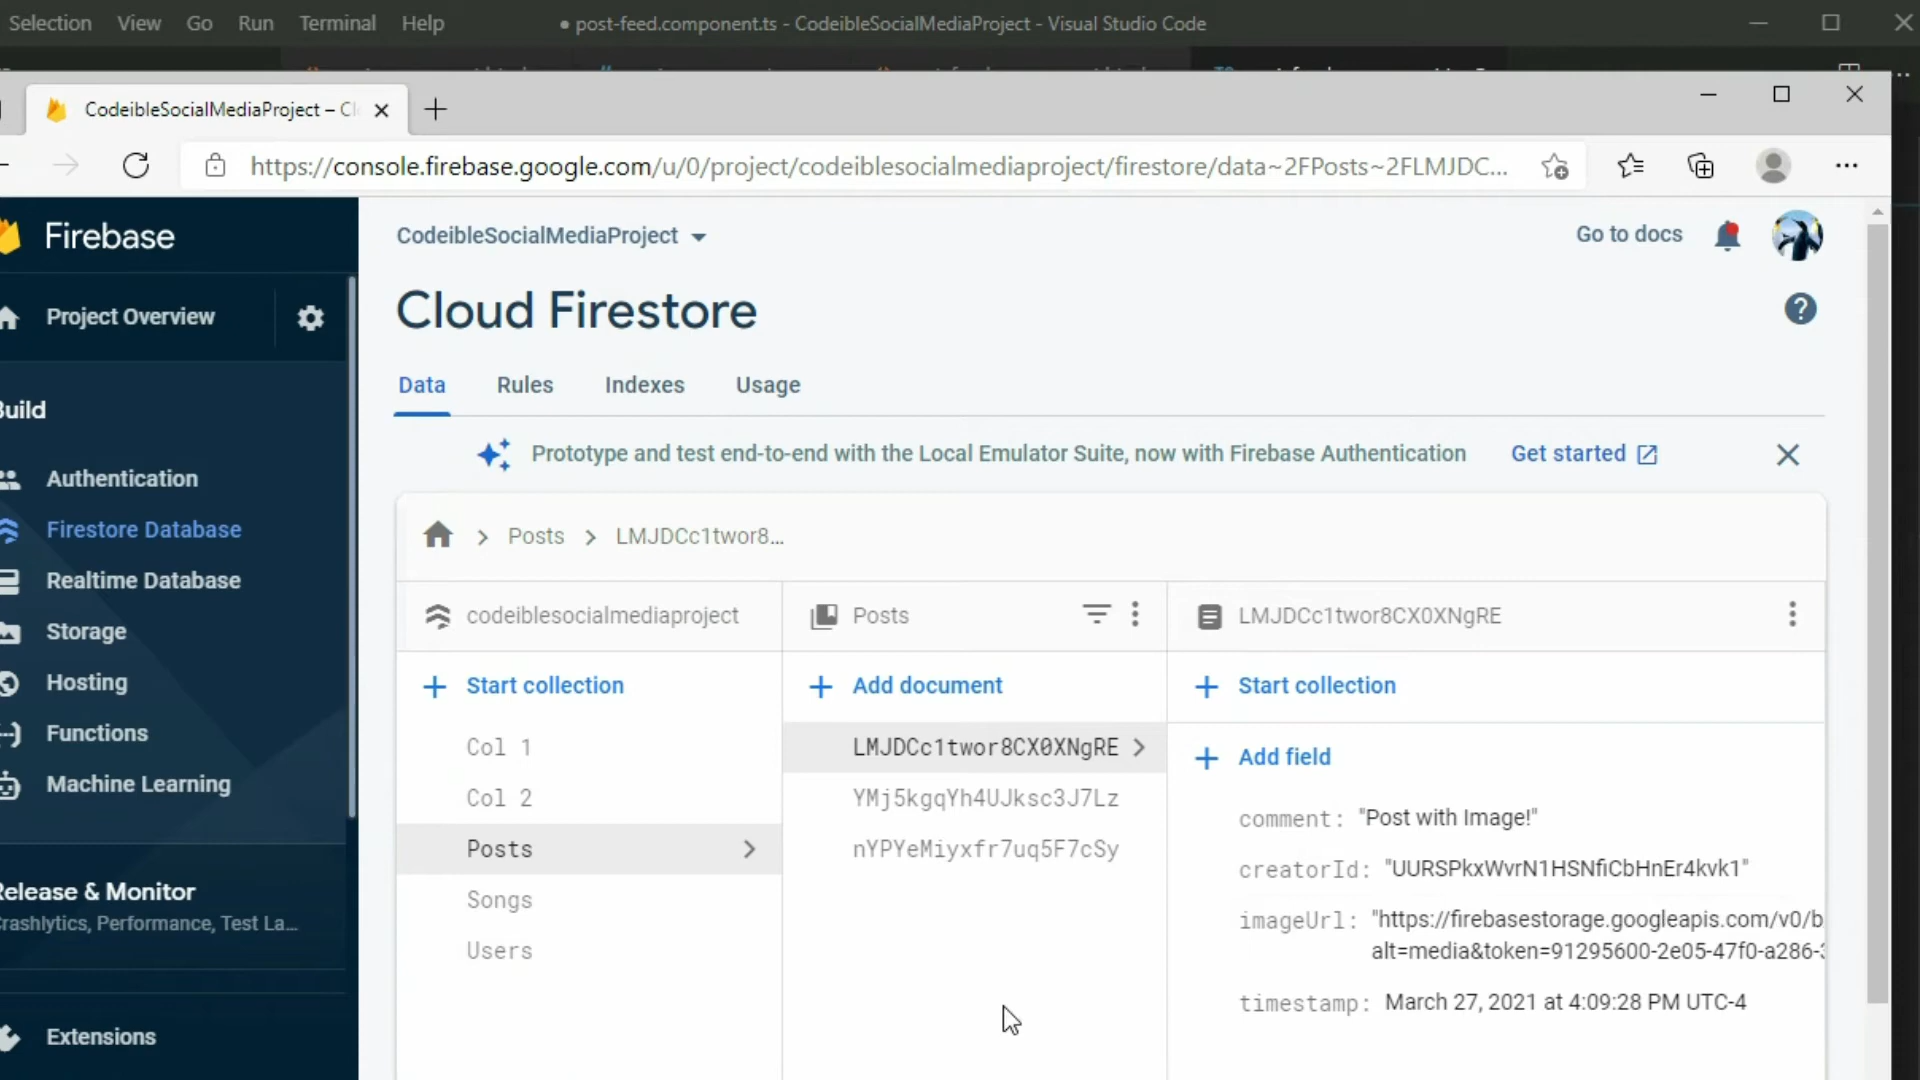 Selection View Go Run Terminal Help
● post-feed.component.ts - CodeibleSocialMediaProject - Visual Studio Code
CodeibleSocialMediaProject – Cl
https://console.firebase.google.com/u/0/project/codeiblesocialmediaproject/firestore/data~2FPosts~2FLMJDC...
Firebase
Project Overview
Build
Authentication
Firestore Database
Realtime Database
Storage
Hosting
Functions
Machine Learning
Release & Monitor
Crashlytics, Performance, Test La...
Extensions
CodeibleSocialMediaProject
Go to docs
Cloud Firestore
Data Rules Indexes Usage
Prototype and test end-to-end with the Local Emulator Suite, now with Firebase Authentication Get started
Posts > LMJDCc1twor8...
codeiblesocialmediaproject
Start collection
Col 1
Col 2
Posts
Songs
Users
Posts
Add document
LMJDCc1twor8CX0XNgRE
YMj5kgqYh4UJksc3J7Lz
nYPYeMiyxfr7uq5F7cSy
LMJDCc1twor8CX0XNgRE
Start collection
Add field
comment: "Post with Image!"
creatorId: "UURSPkxWvrN1HSNfiCbHnEr4kvk1"
imageUrl: "https://firebasestorage.googleapis.com/v0/b
alt=media&token=91295600-2e05-47f0-a286-
timestamp: March 27, 2021 at 4:09:28 PM UTC-4